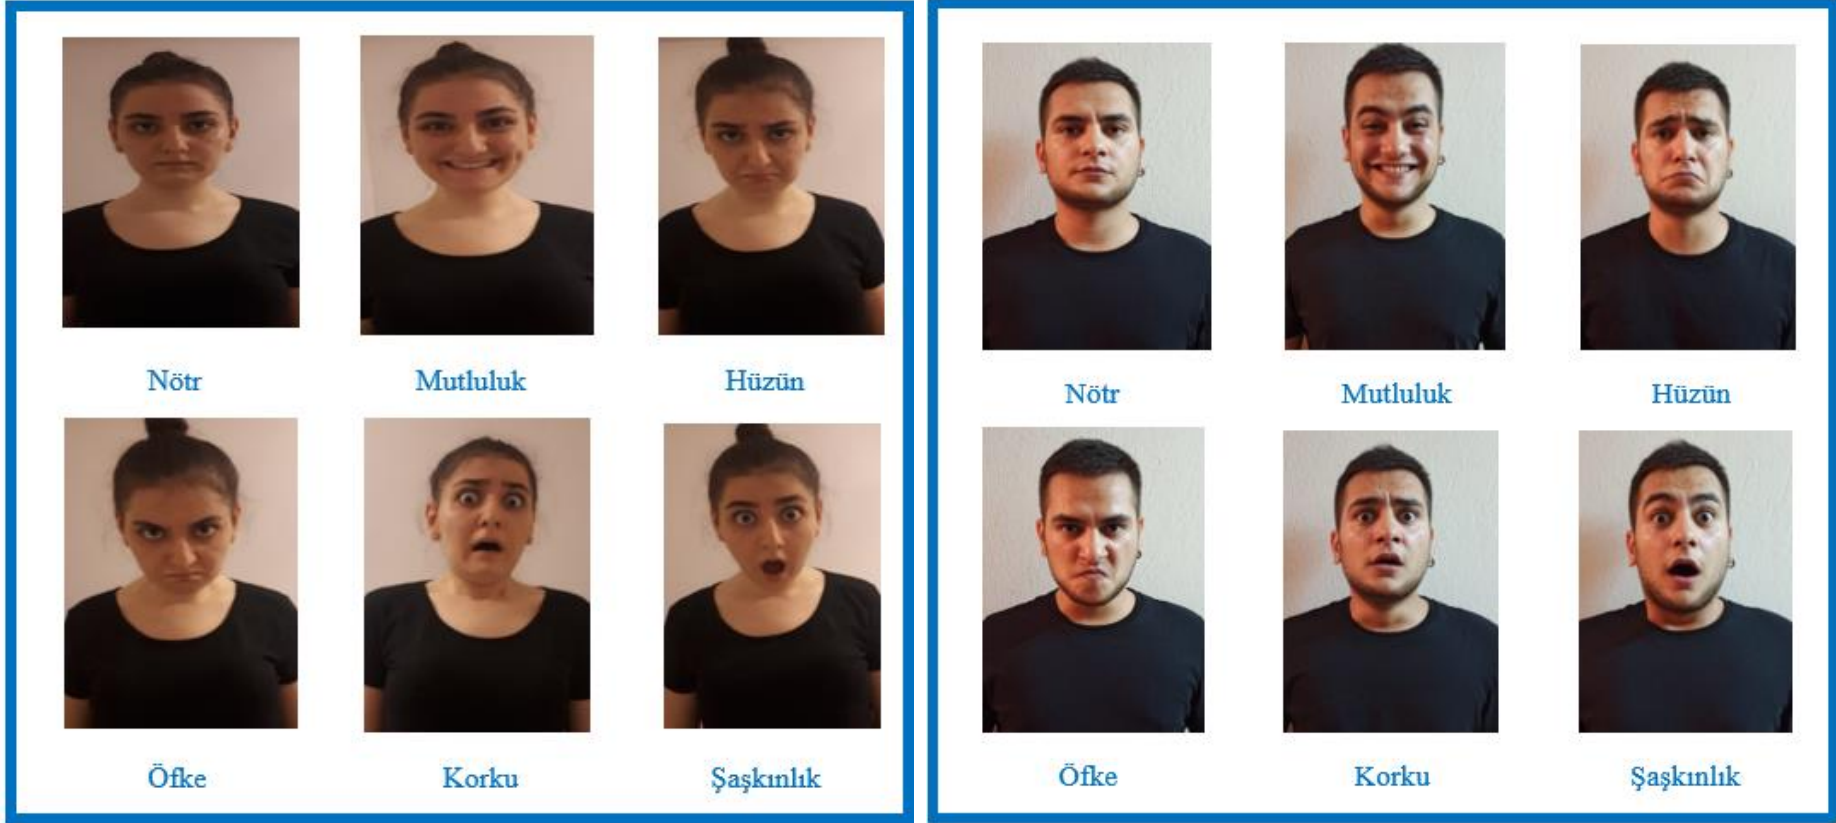 Nötr
Mutluluk
Hüzün
Öfke
Korku
Şaşkınlık
Nötr
Mutluluk
Hüzün
Öfke
Korku
Şaşkınlık